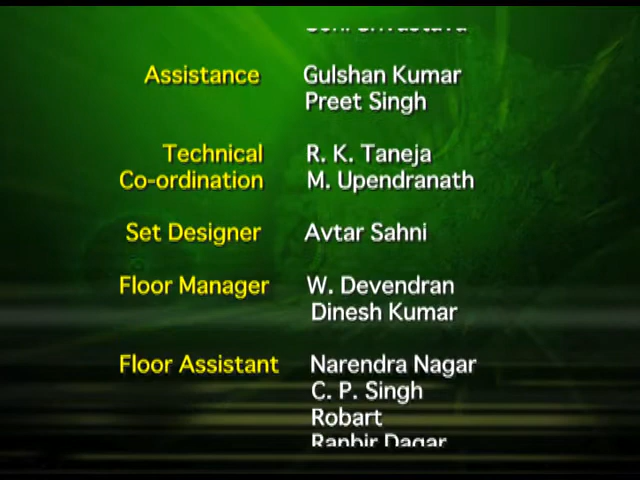 Assistance Gulshan Kumar
Preet Singh
Technical R. K. Taneja
Co-ordination M. Upendranath
Set Designer Avtar Sahni
Floor Manager W. Devendran
Dinesh Kumar
Floor Assistant Narendra Nagar
C. P. Singh
Robart
Ranbir Dagar